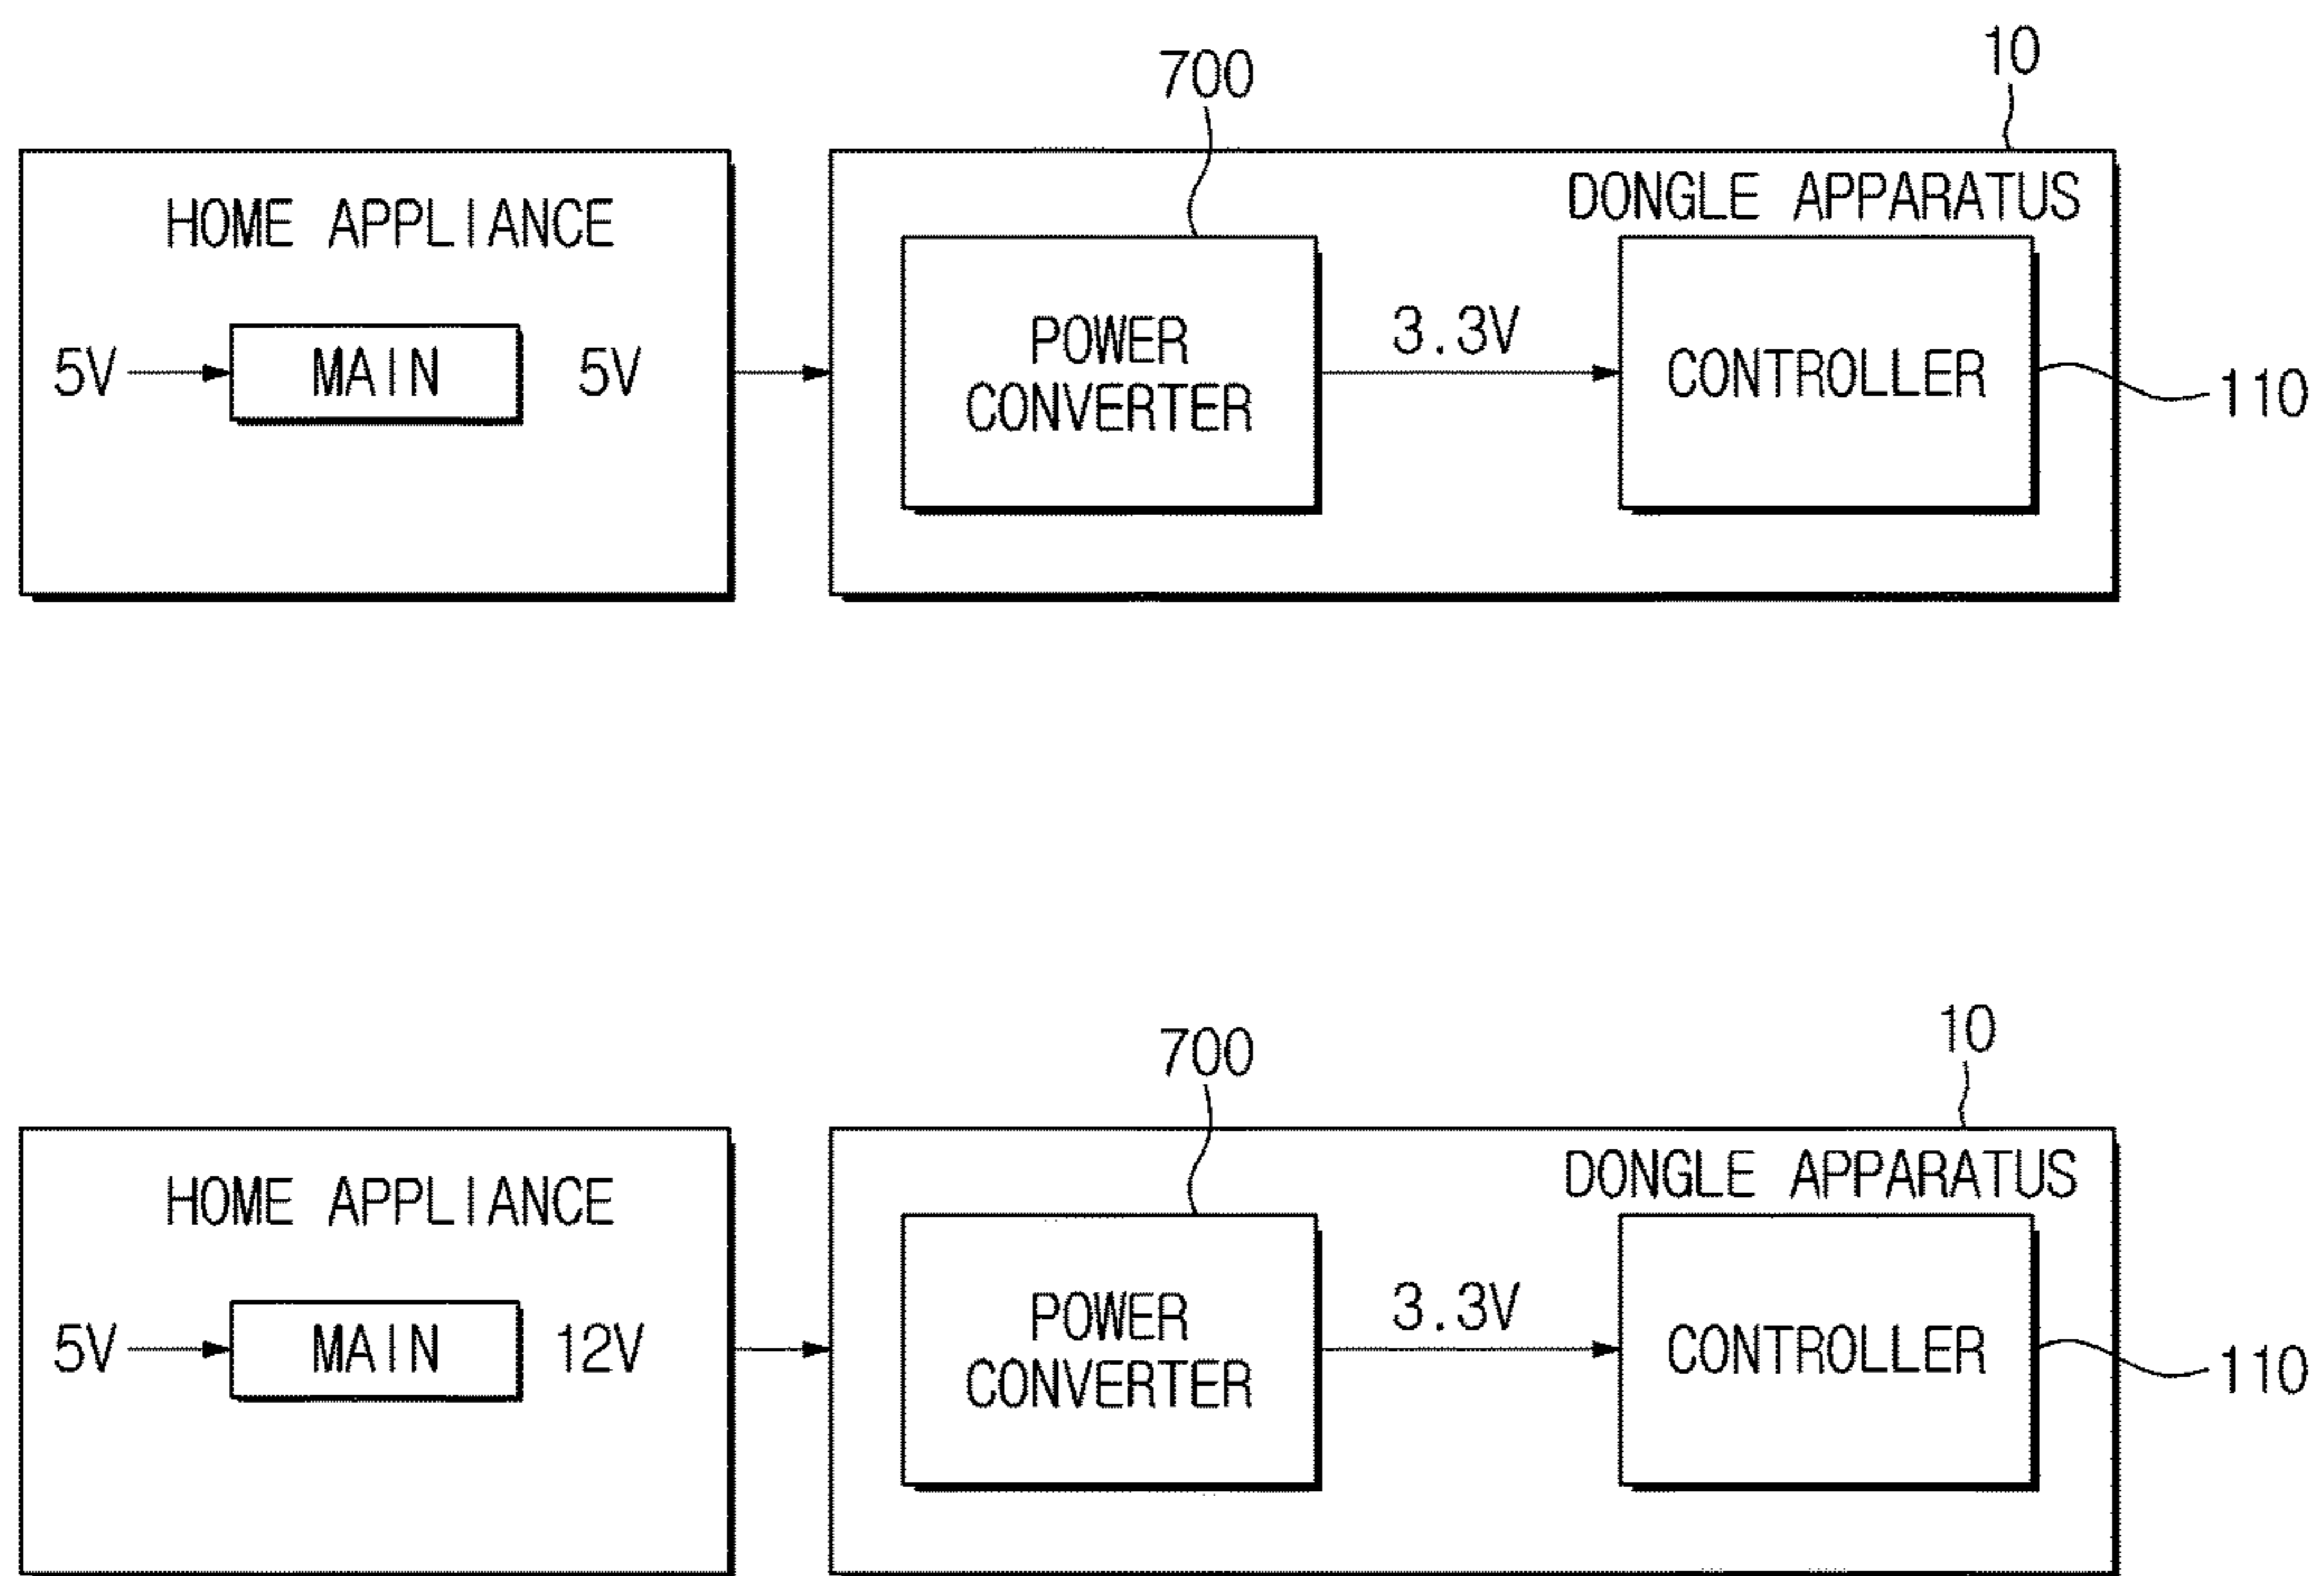 10
700
HOME APPLIANCE
DONGLE APPARATUS
5V
MAIN
5V
POWER
CONVERTER
3.3V
CONTROLLER
110
10
700
HOME APPLIANCE
DONGLE APPARATUS
5V
MAIN
12V
POWER
CONVERTER
3.3V
CONTROLLER
110